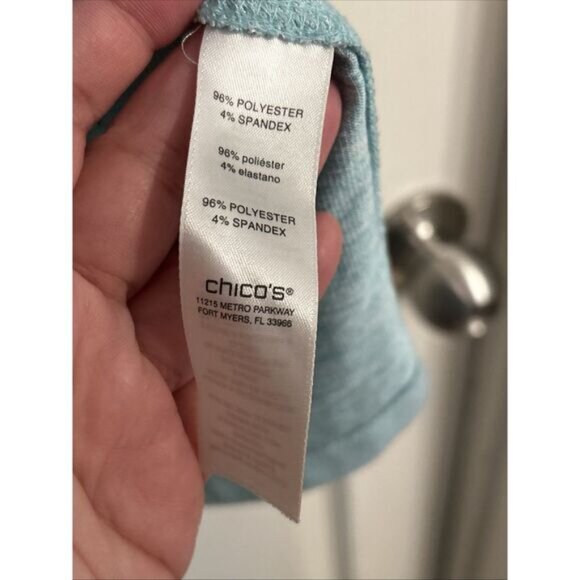 96% POLYESTER
4% SPANDEX
96% poliéster
4% elastano
96% POLYESTER
4% SPANDEX
chico's®
11215 METRO PARKWAY
FORT MYERS, FL 33966